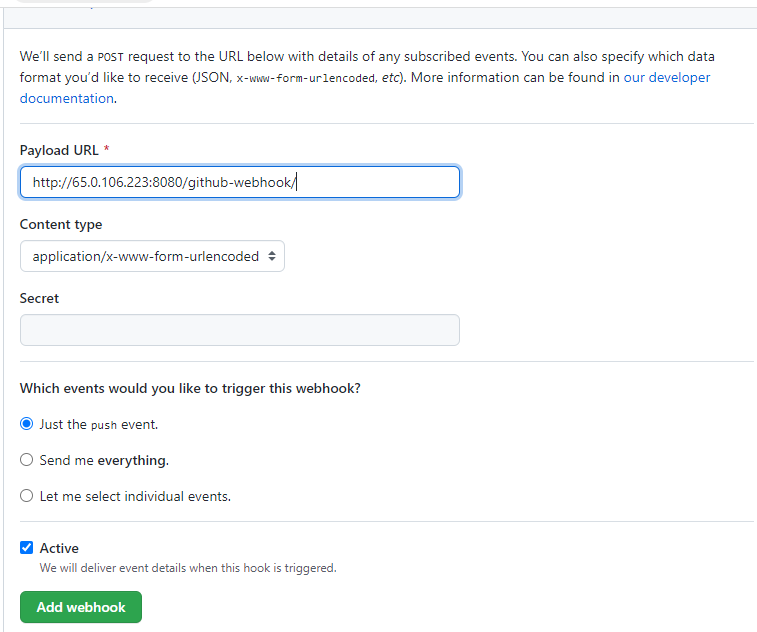 We'll send a POST request to the URL below with details of any subscribed events. You can also specify which data
format you'd like to receive (JSON, x-www-form-urlencoded, etc). More information can be found in our developer
documentation.
Payload URL *
http://65.0.106.223:8080/github-webhook/
Content type
application/x-www-form-urlencoded
Secret
Which events would you like to trigger this webhook?
Just the push event.
Send me everything.
Let me select individual events.
Active
We will deliver event details when this hook is triggered.
Add webhook